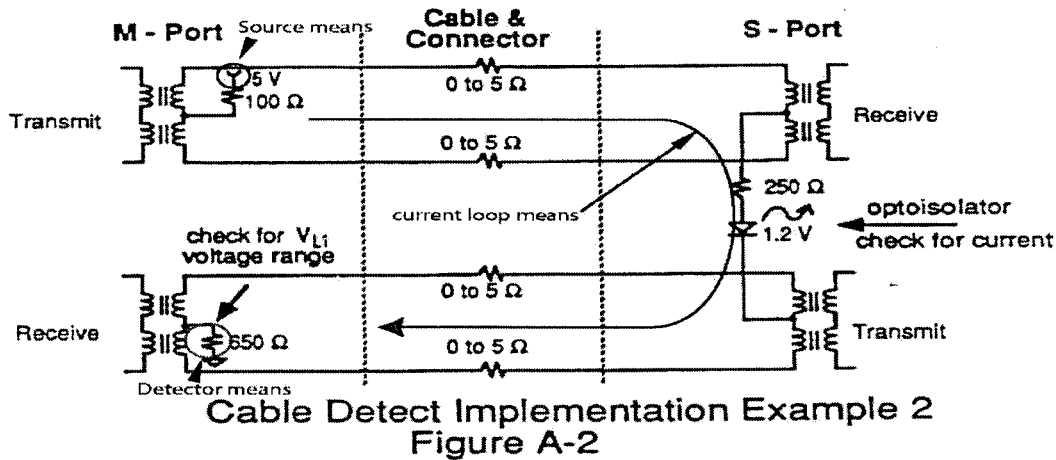 Source means
M - Port
Cable & Connector
S - Port
5 V
100 Ω
0 to 5 Ω
Transmit
Receive
0 to 5 Ω
250 Ω
current loop means
1.2 V
optoisolator
check for current
check for VL1
voltage range
0 to 5 Ω
Receive
650 Ω
0 to 5 Ω
Transmit
Detector means
Cable Detect Implementation Example 2
Figure A-2